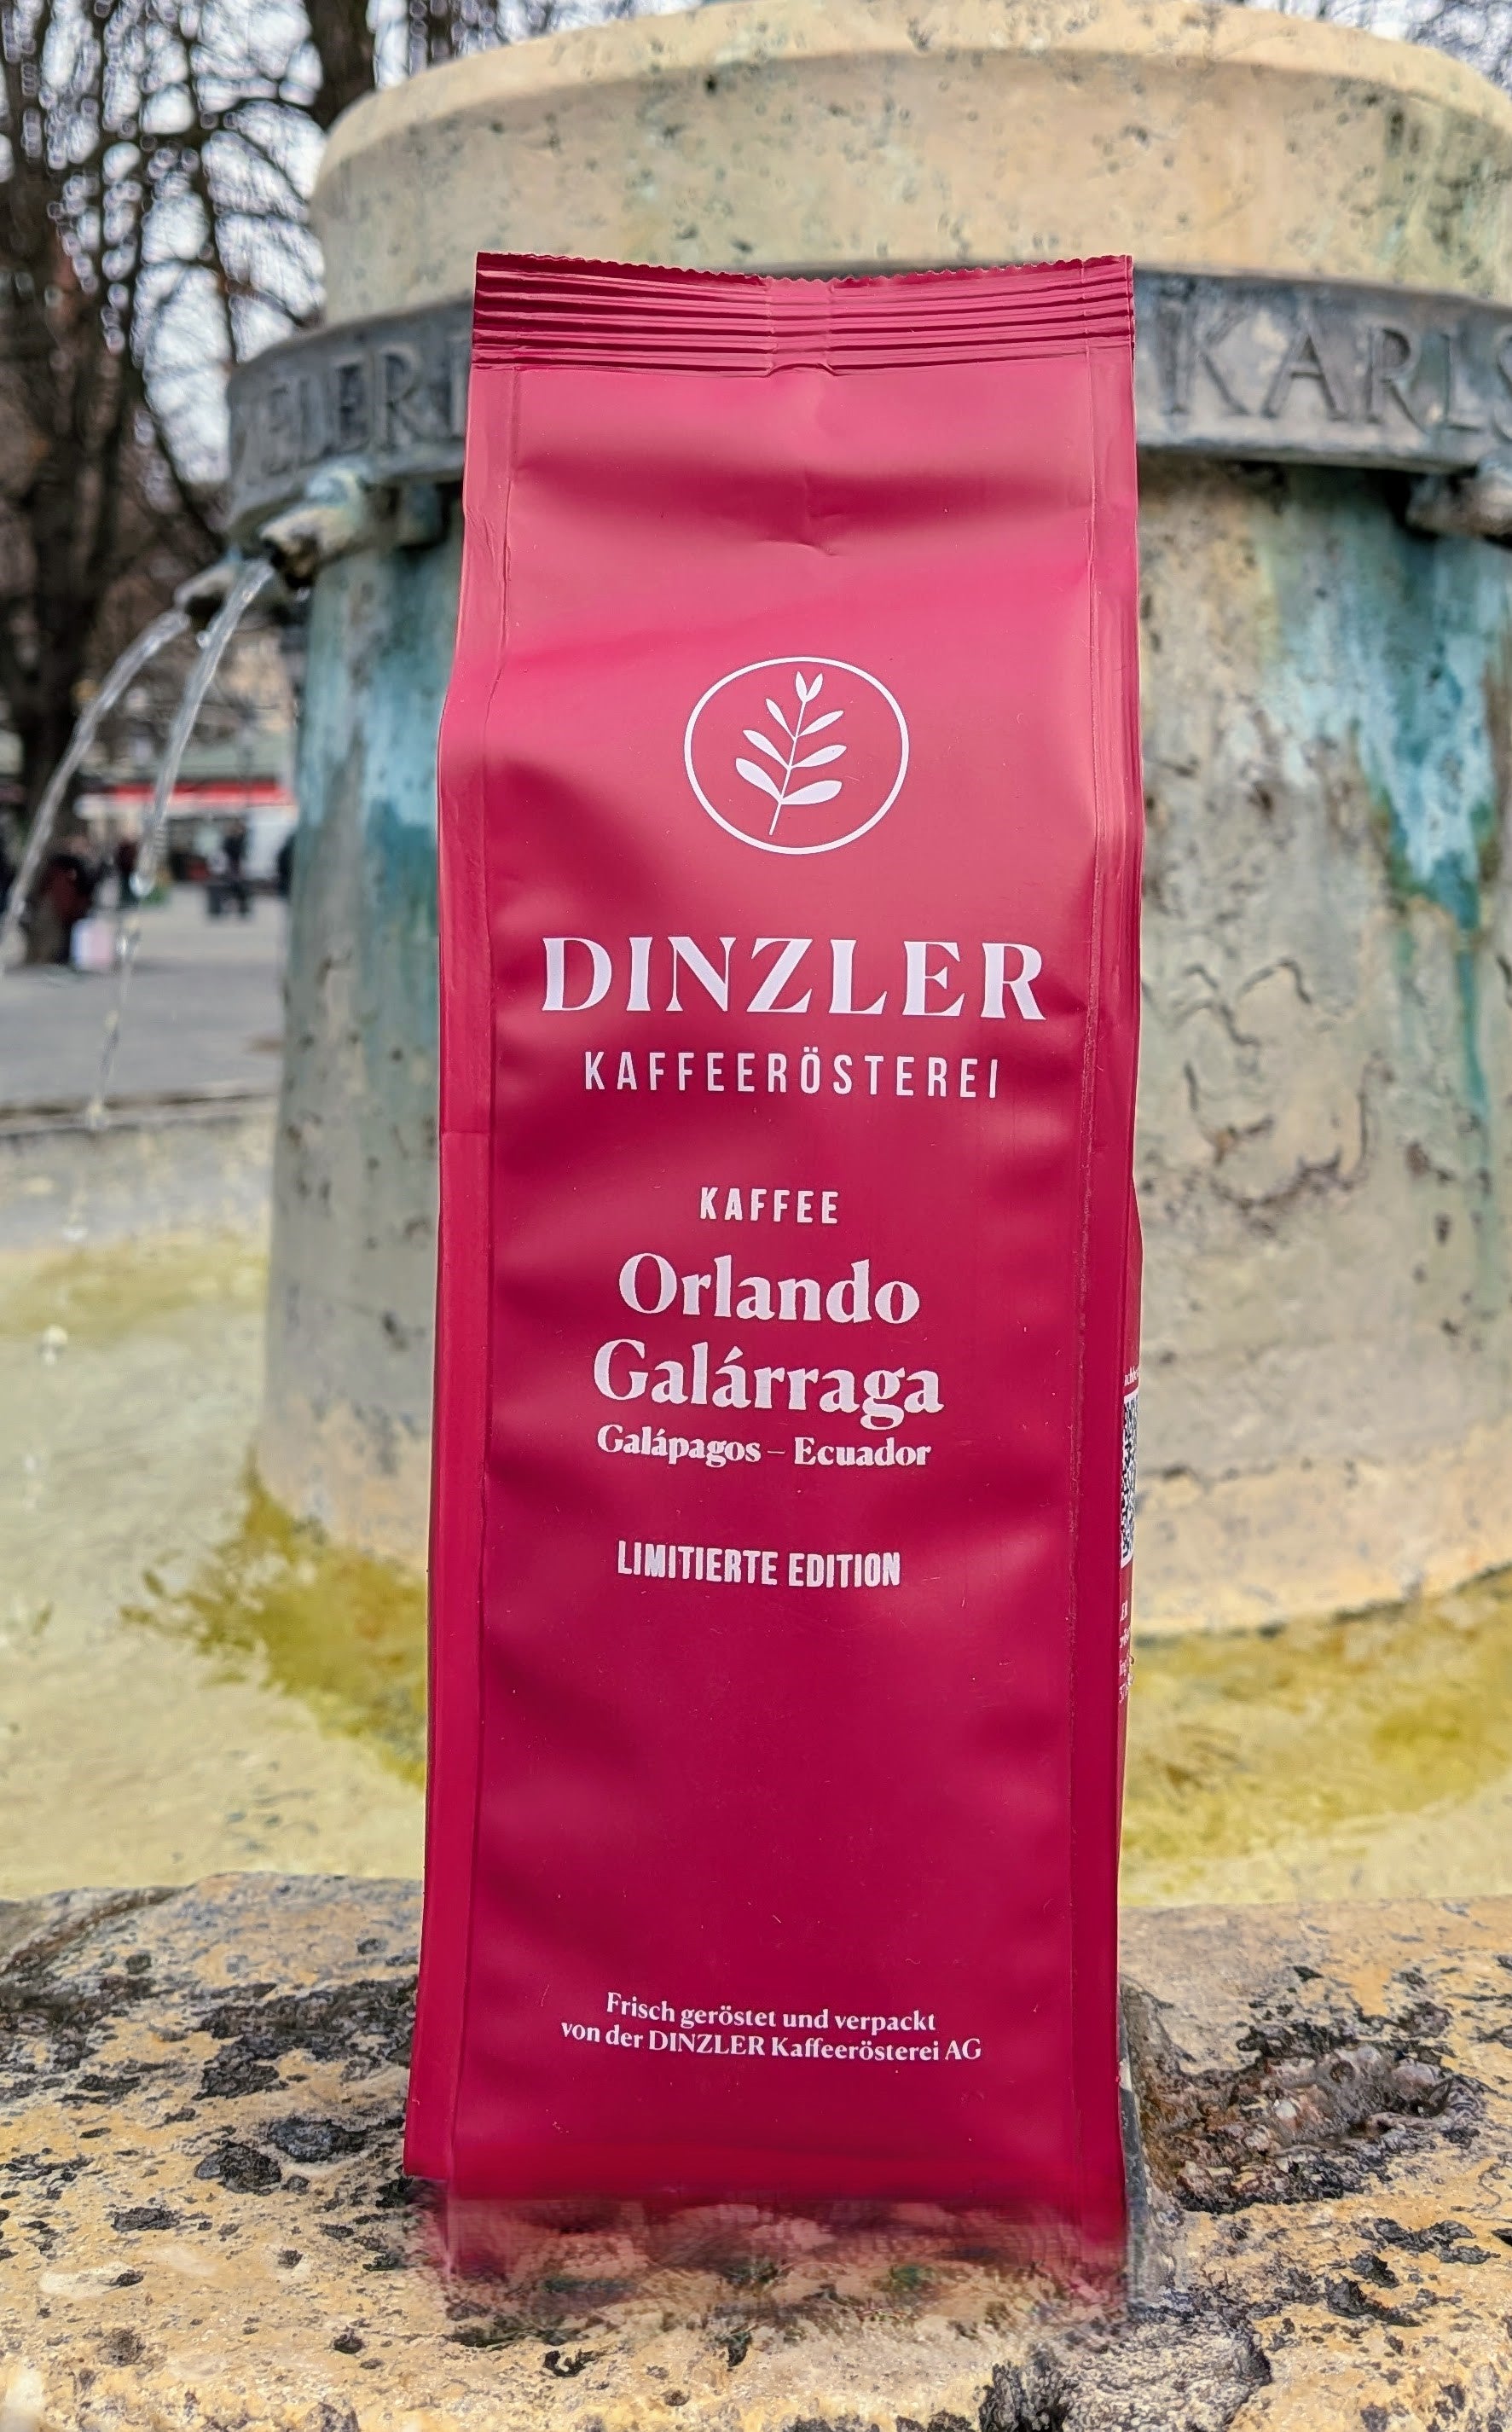 KARLS
DINZLER
KAFFEERÖSTEREI
KAFFEE
Orlando
Galárraga
Galápagos – Ecuador
LIMITIERTE EDITION
Frisch geröstet und verpackt
von der DINZLER Kaffeerösterei AG